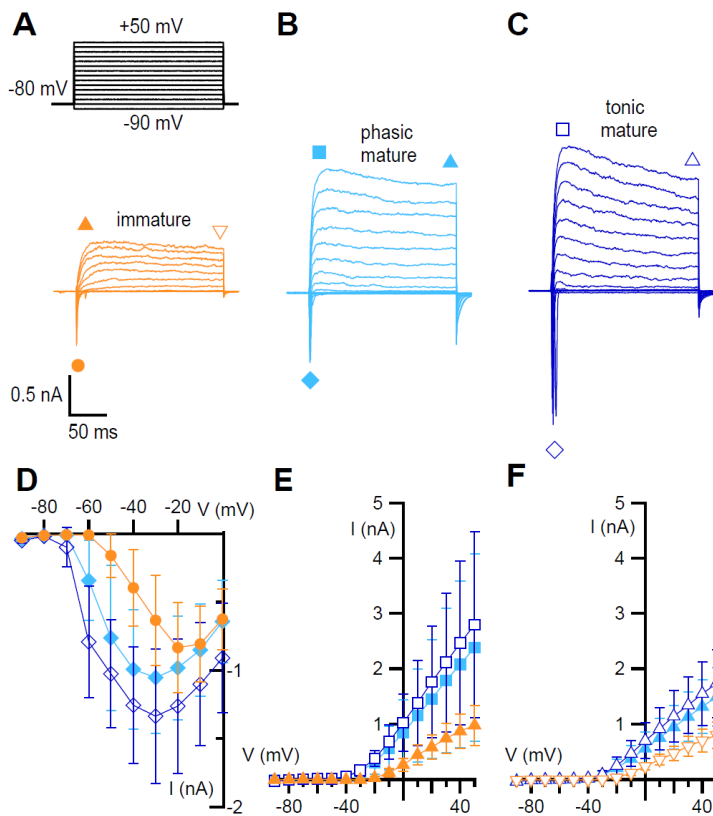 A
+50 mV
-80 mV
-90 mV
immature
0.5 nA
50 ms
B
phasic
mature
C
tonic
mature
D
-80 -60 -40 -20 V (mV)
-1
I (nA)
-2
E
5
I (nA)
4
3
2
1
V (mV)
-80 -40 0 40
F
5
I (nA)
4
3
2
1
V (mV)
-80 -40 0 40